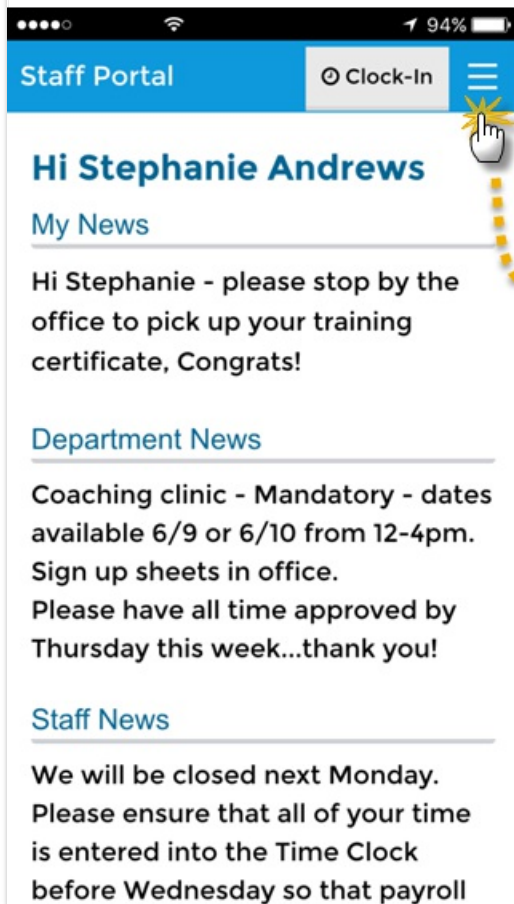 94%
Staff Portal
Clock-In
Hi Stephanie Andrews
My News
Hi Stephanie - please stop by the
office to pick up your training
certificate, Congrats!
Department News
Coaching clinic - Mandatory - dates
available 6/9 or 6/10 from 12-4pm.
Sign up sheets in office.
Please have all time approved by
Thursday this week...thank you!
Staff News
We will be closed next Monday.
Please ensure that all of your time
is entered into the Time Clock
before Wednesday so that payroll